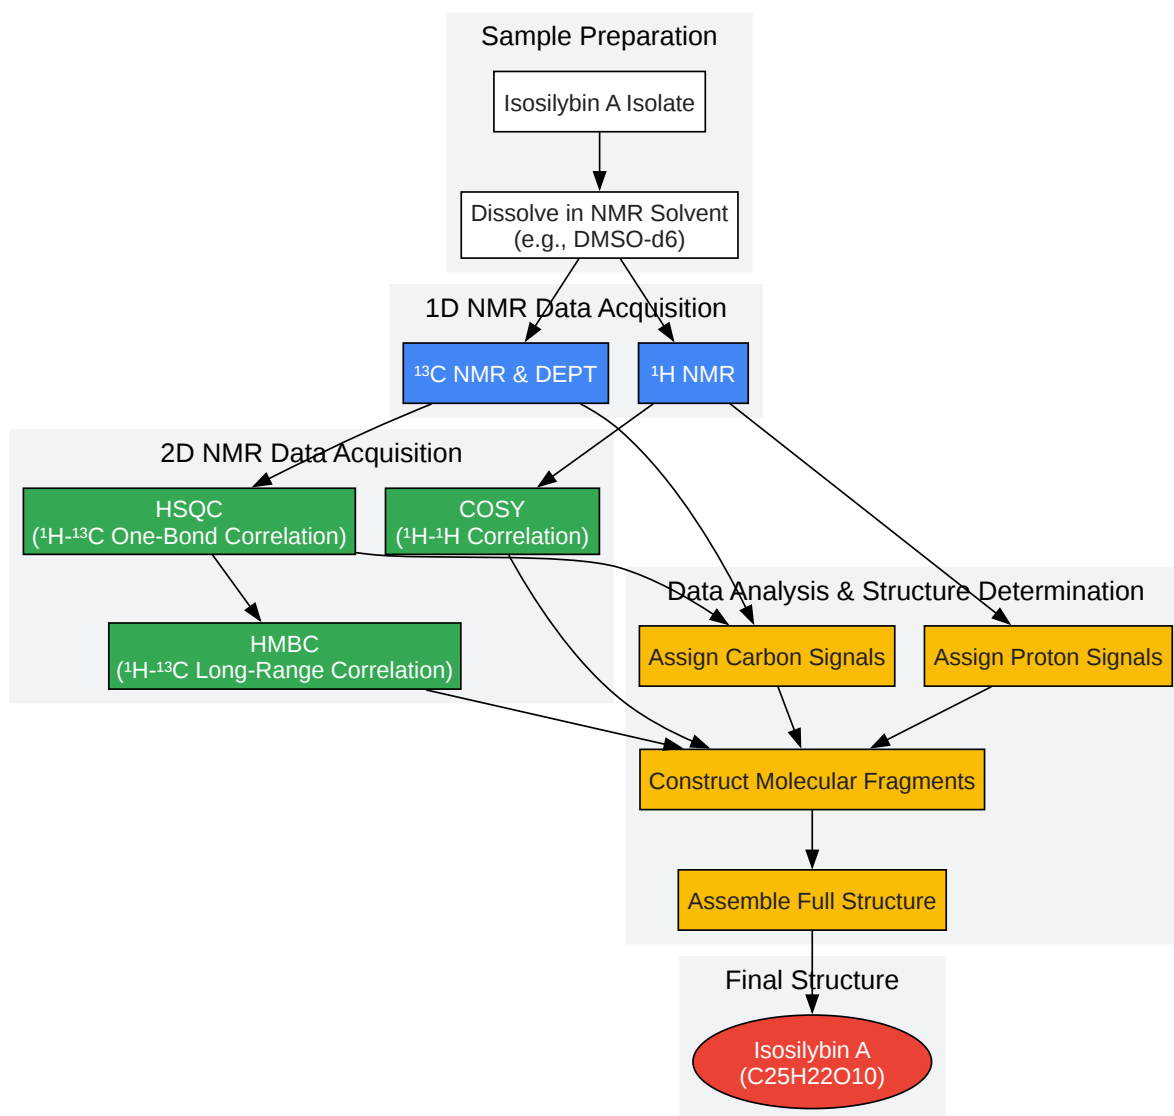 Sample Preparation
Isosilybin A Isolate
Dissolve in NMR Solvent
(e.g., DMSO-d6)
1D NMR Data Acquisition
¹³C NMR & DEPT
¹H NMR
2D NMR Data Acquisition
HSQC
(¹H-¹³C One-Bond Correlation)
COSY
(¹H-¹H Correlation)
HMBC
(¹H-¹³C Long-Range Correlation)
Data Analysis & Structure Determination
Assign Carbon Signals
Assign Proton Signals
Construct Molecular Fragments
Assemble Full Structure
Final Structure
Isosilybin A
(C25H22O10)